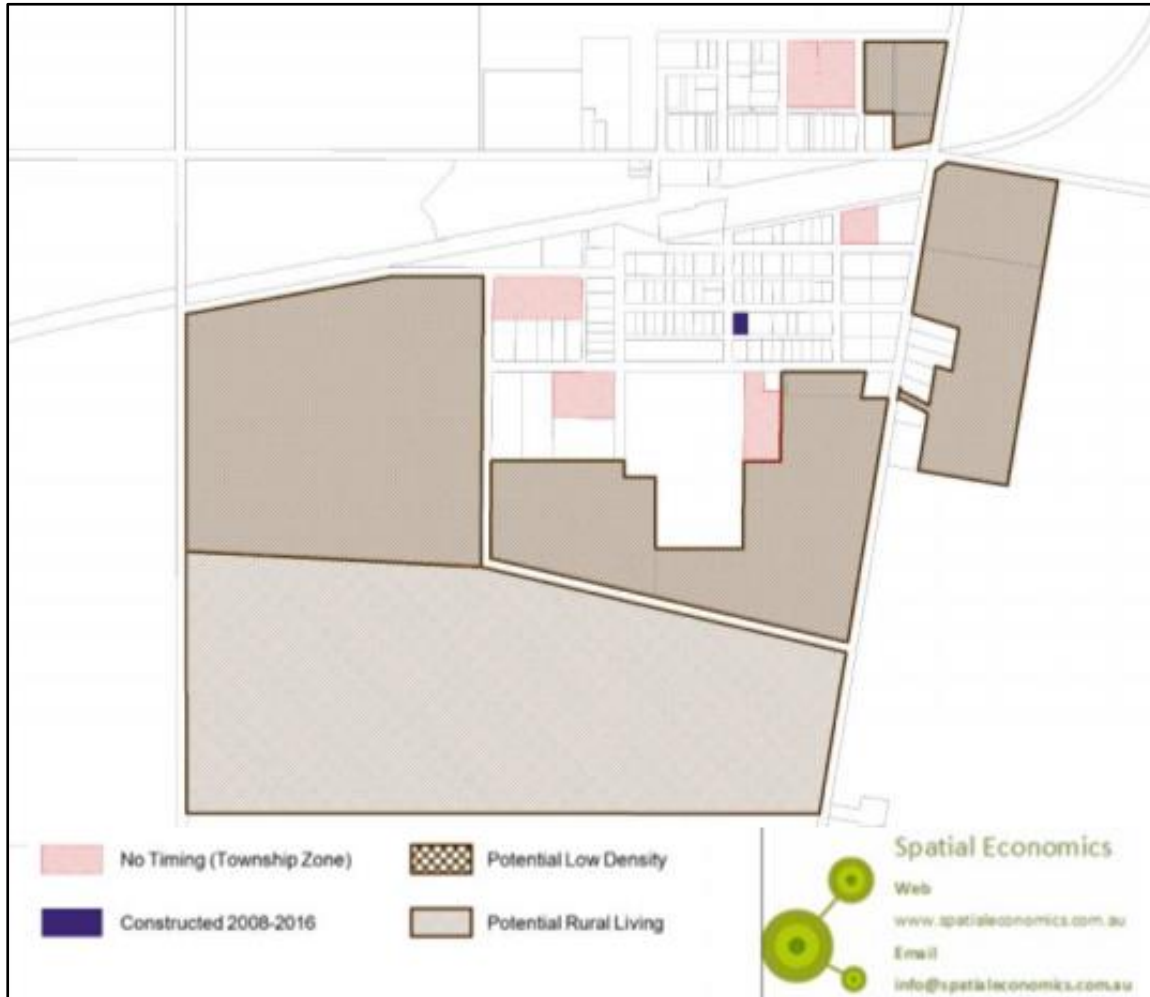 No Timing (Township Zone)
Constructed 2008-2016
Potential Low Density
Potential Rural Living
Spatial Economics
Web
www.spatialeconomics.com.au
Email
info@spatialeconomics.com.au